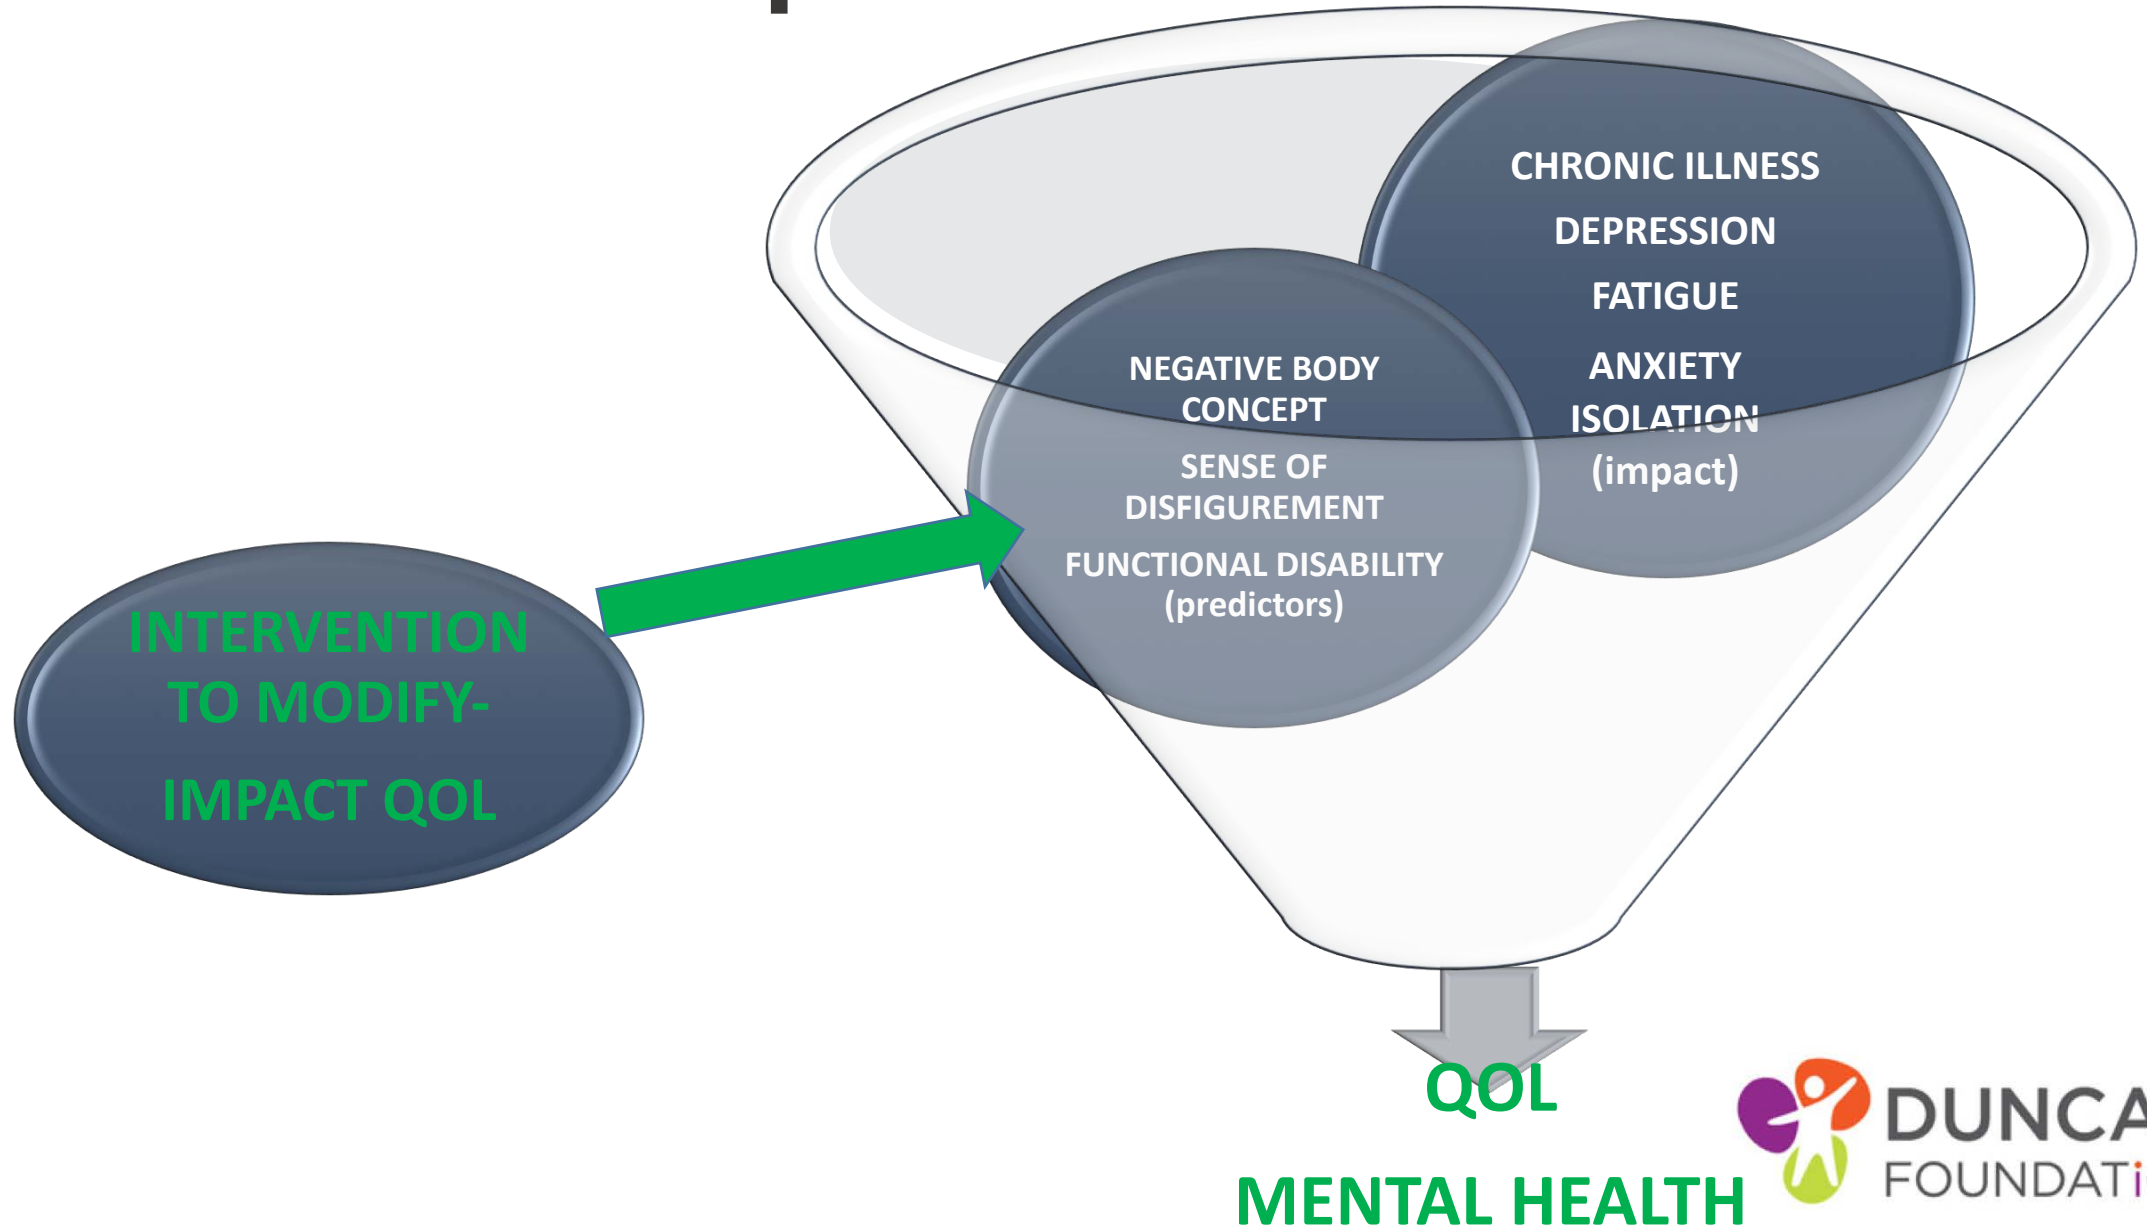 CHRONIC ILLNESS
DEPRESSION
FATIGUE
ANXIETY
ISOLATION
(impact)
NEGATIVE BODY
CONCEPT
SENSE OF
DISFIGUREMENT
FUNCTIONAL DISABILITY
(predictors)
INTERVENTION
TO MODIFY-
IMPACT QOL
QOL
MENTAL HEALTH
DUNCA
FOUNDATi